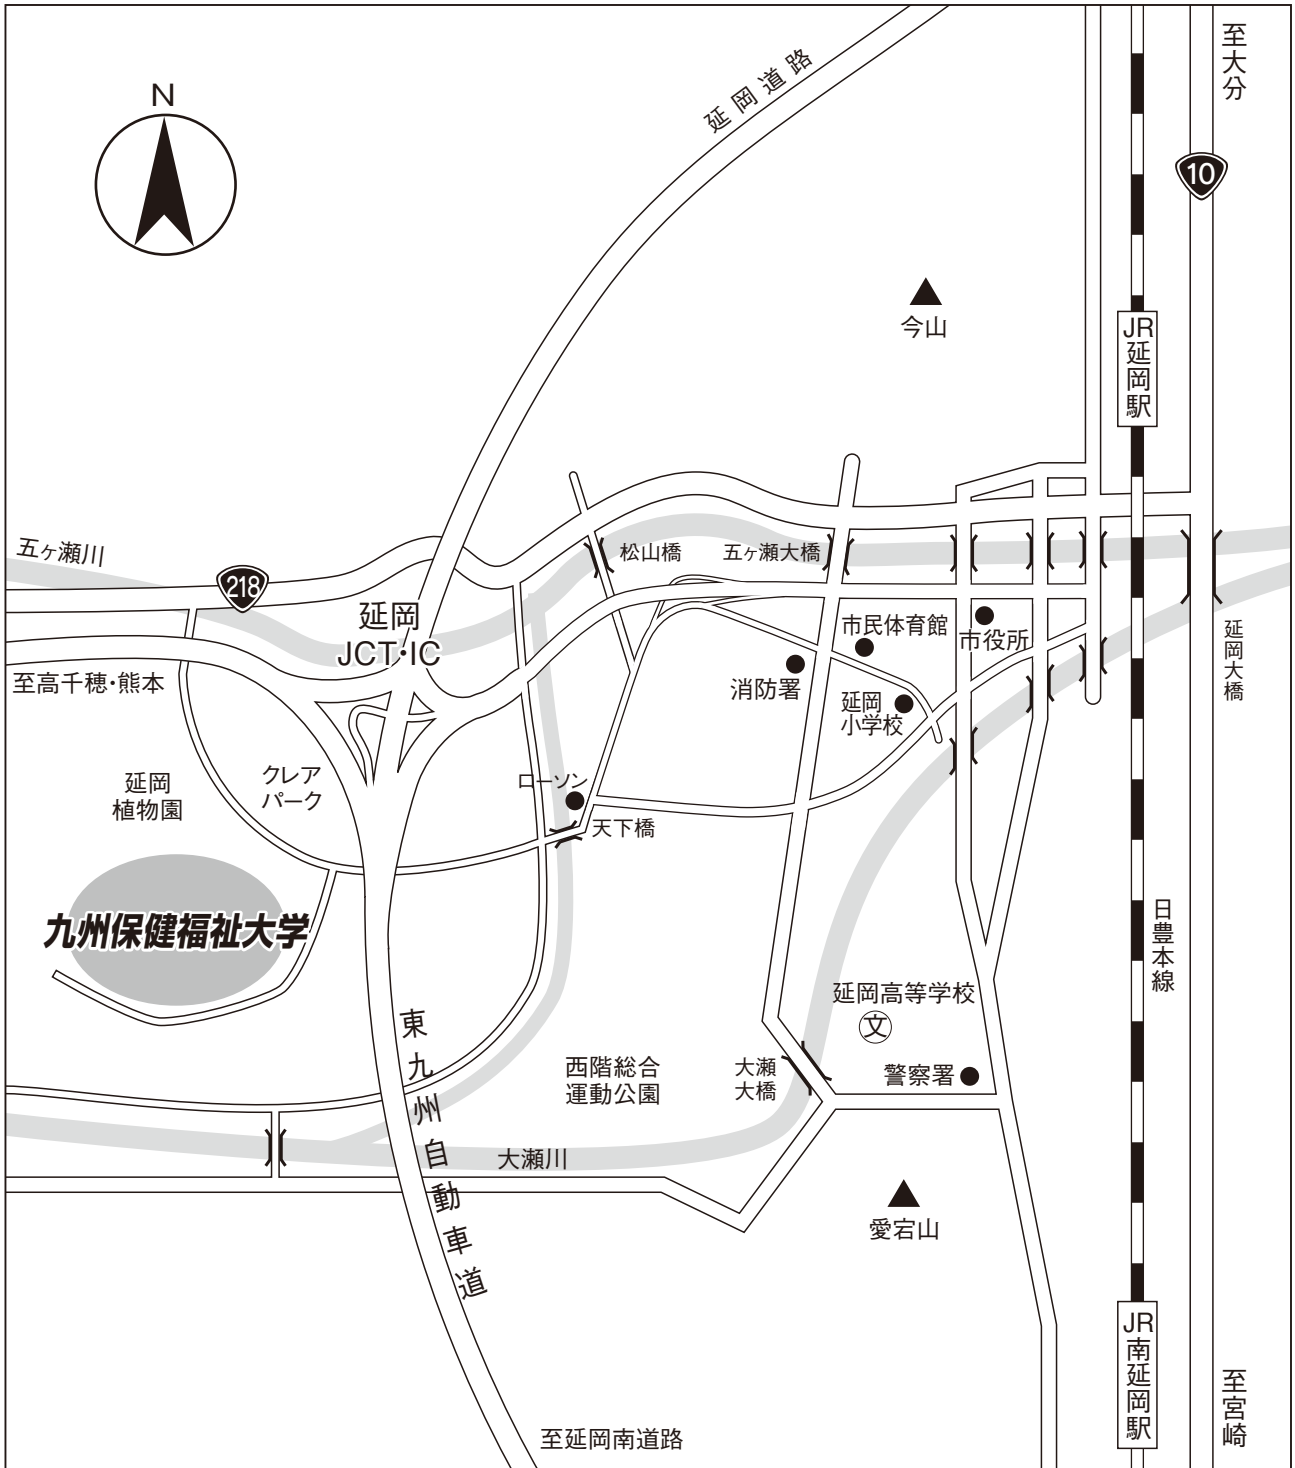 至大分
N
延岡道路
10
今山
JR延岡駅
五ヶ瀬川
松山橋
五ヶ瀬大橋
218
延岡
JCT・IC
市民体育館
市役所
延岡大橋
至高千穂・熊本
消防署
延岡
小学校
延岡
植物園
クレア
パーク
ローソン
天下橋
九州保健福祉大学
日豊本線
延岡高等学校
文
東九州自動車道
西階総合
運動公園
大瀬
大橋
警察署
大瀬川
愛宕山
JR南延岡駅
至宮崎
至延岡南道路